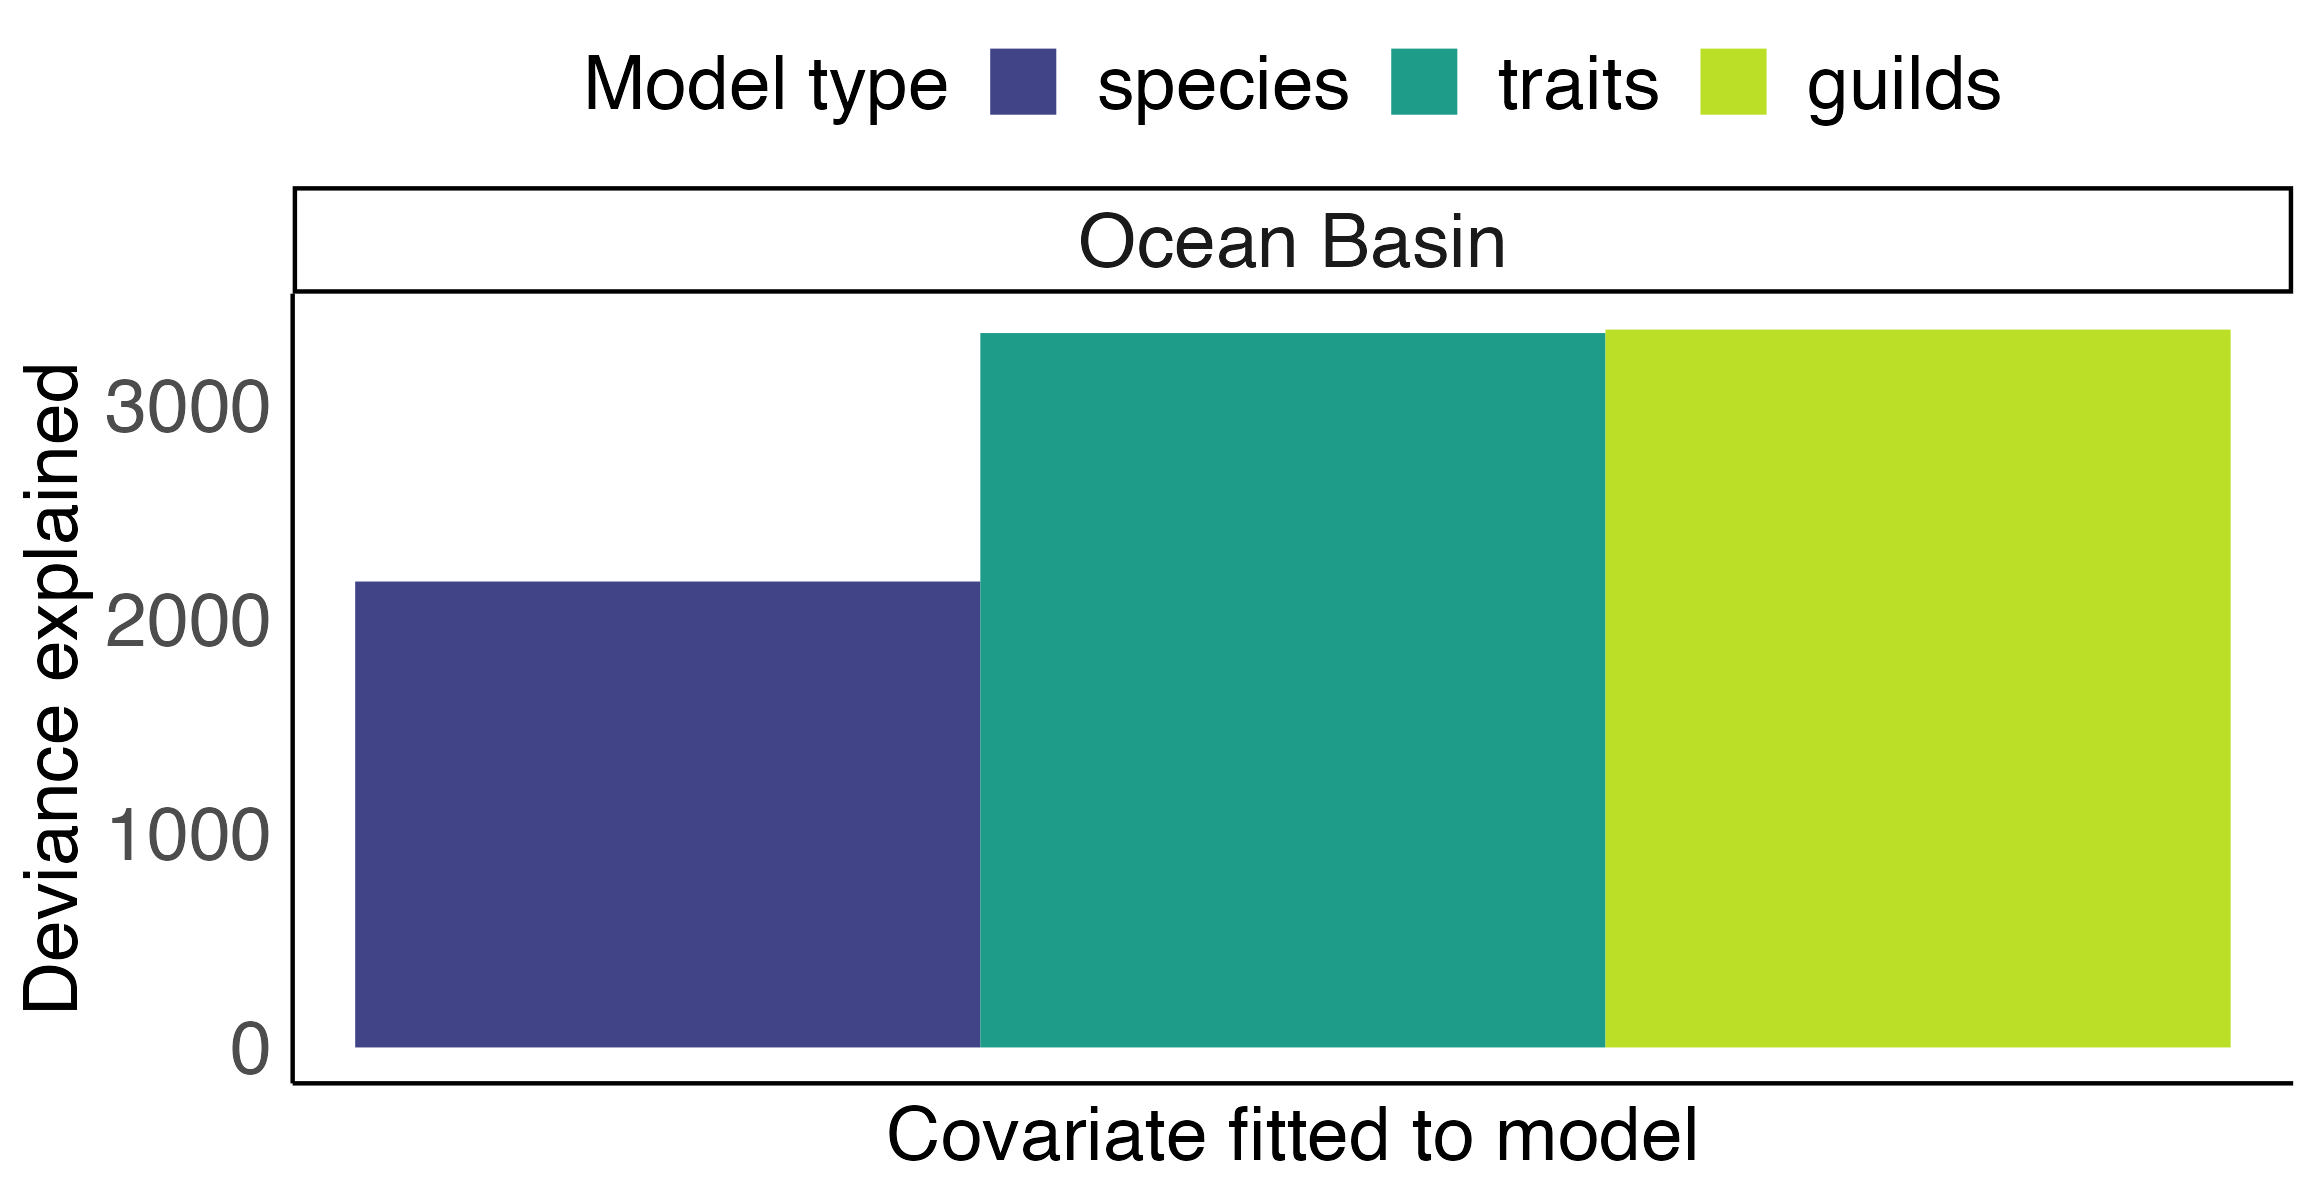 Model type species traits guilds
Ocean Basin
Deviance explained
3000
2000
1000
0
Covariate fitted to model